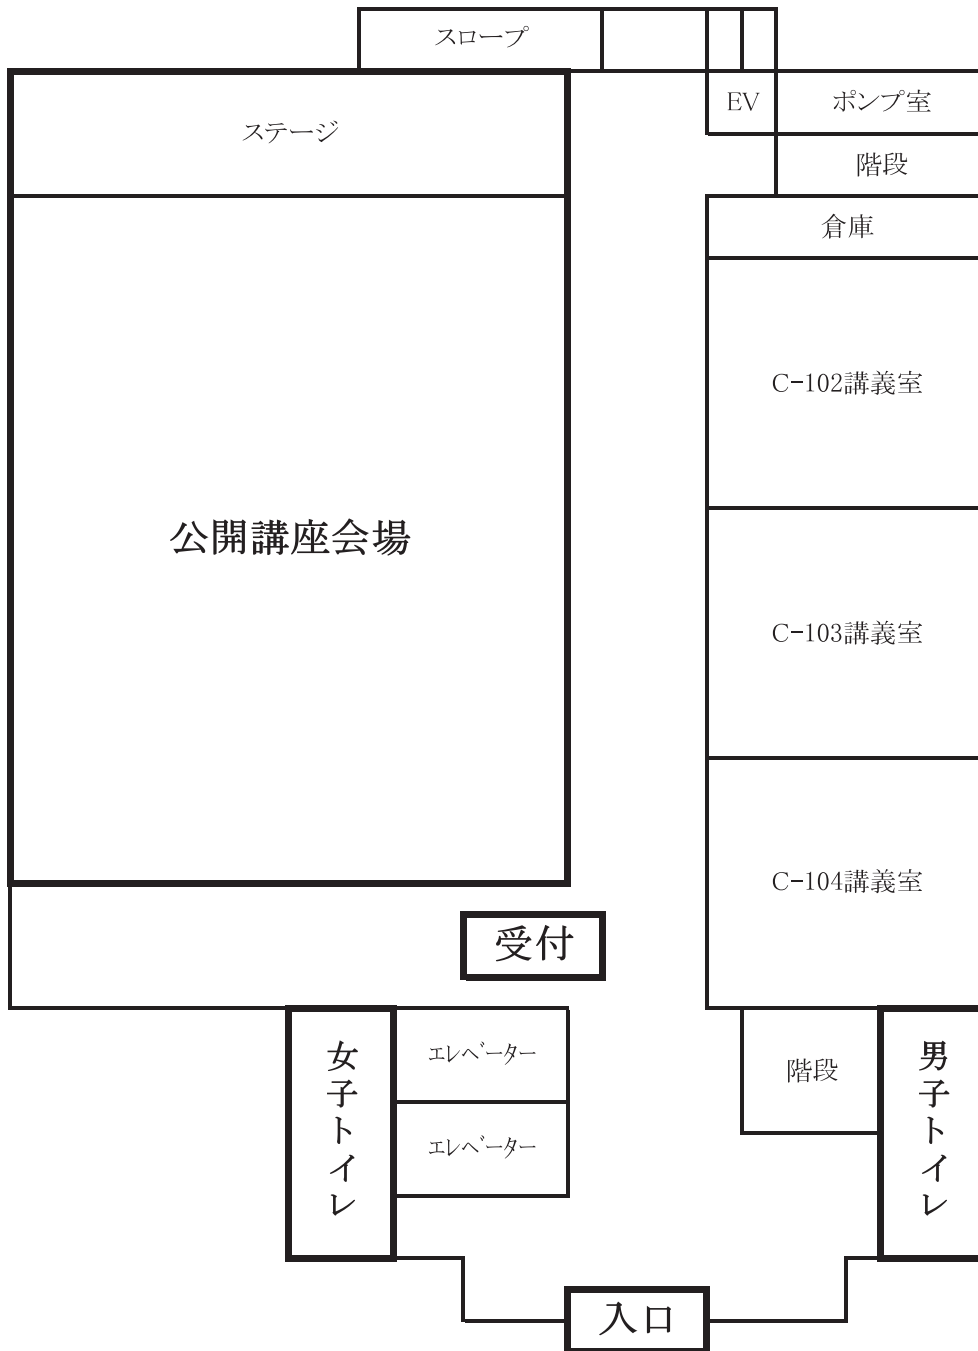 スロープ
EV
ポンプ室
ステージ
階段
倉庫
C-102講義室
公開講座会場
C-103講義室
C-104講義室
受付
女子トイレ
エレベーター
階段
男子トイレ
エレベーター
入口